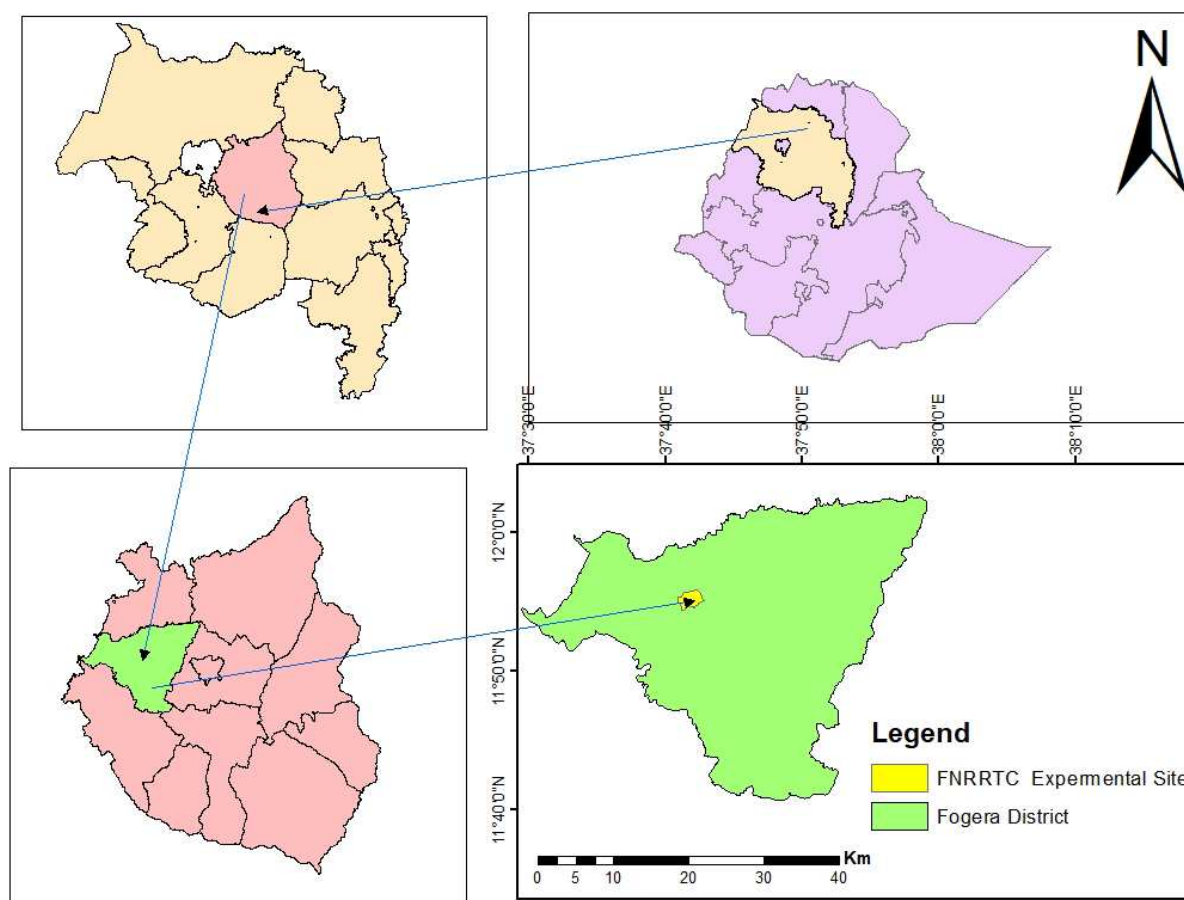 N
37°30'0"E
37°40'0"E
37°50'0"E
38°0'0"E
38°10'0"E
12°0'0"N
11°50'0"N
11°40'0"N
Legend
FNRRTC Expermental Site
Fogera District
Km
0 5 10 20 30 40